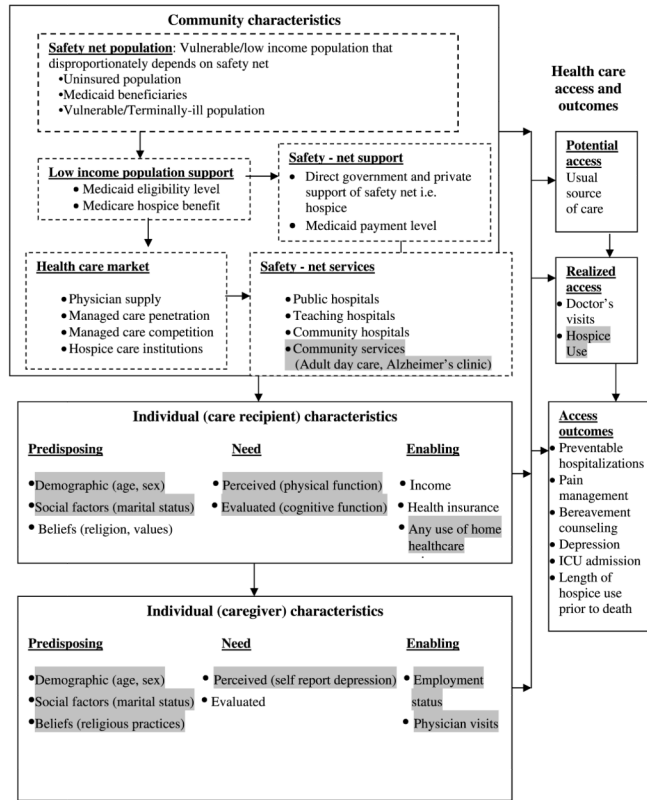 Community characteristics
Safety net population: Vulnerable/low income population that
disproportionately depends on safety net
•Uninsured population
•Medicaid beneficiaries
•Vulnerable/Terminally-ill population
Low income population support
• Medicaid eligibility level
• Medicare hospice benefit
Safety - net support
• Direct government and private
support of safety net i.e.
hospice
• Medicaid payment level
Health care market
• Physician supply
• Managed care penetration
• Managed care competition
• Hospice care institutions
Safety - net services
• Public hospitals
• Teaching hospitals
• Community hospitals
• Community services
(Adult day care, Alzheimer's clinic)
Individual (care recipient) characteristics
Predisposing
•Demographic (age, sex)
•Social factors (marital status)
• Beliefs (religion, values)
Need
• Perceived (physical function)
• Evaluated (cognitive function)
Enabling
• Income
• Health insurance
• Any use of home
healthcare
Individual (caregiver) characteristics
Predisposing
•Demographic (age, sex)
•Social factors (marital status)
•Beliefs (religious practices)
Need
• Perceived (self report depression)
• Evaluated
Enabling
• Employment
status
• Physician visits
Health care
access and
outcomes
Potential
access
Usual
source
of care
Realized
access
• Doctor's
visits
• Hospice
Use
Access
outcomes
• Preventable
hospitalizations
• Pain
management
• Bereavement
counseling
• Depression
• ICU admission
• Length of
hospice use
prior to death